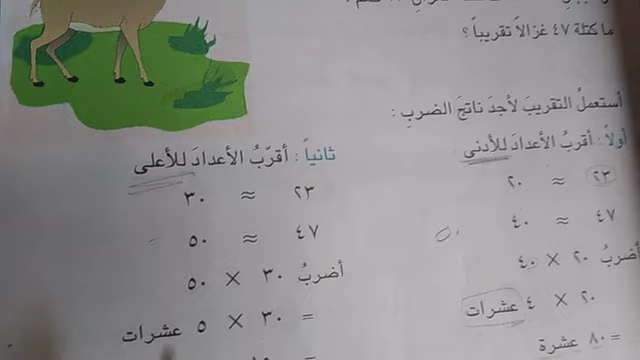 ما كتلة ٤٧ غزالاً تقريباً؟
أستعملُ التقريبَ لأجدَ ناتجَ الضربِ :
أولاً : أقربُ الأعدادَ للأدنى
٢٣ ≈ ٢٠
٤٧ ≈ ٤٠
أضربُ ٢٠ × ٤٠
٢٠ × ٤ عشرات
= ٨٠ عشرة
ثانياً : أقرّبُ الأعدادَ للأعلى
٢٣ ≈ ٣٠
٤٧ ≈ ٥٠
أضربُ ٣٠ × ٥٠
= ٣٠ × ٥ عشرات